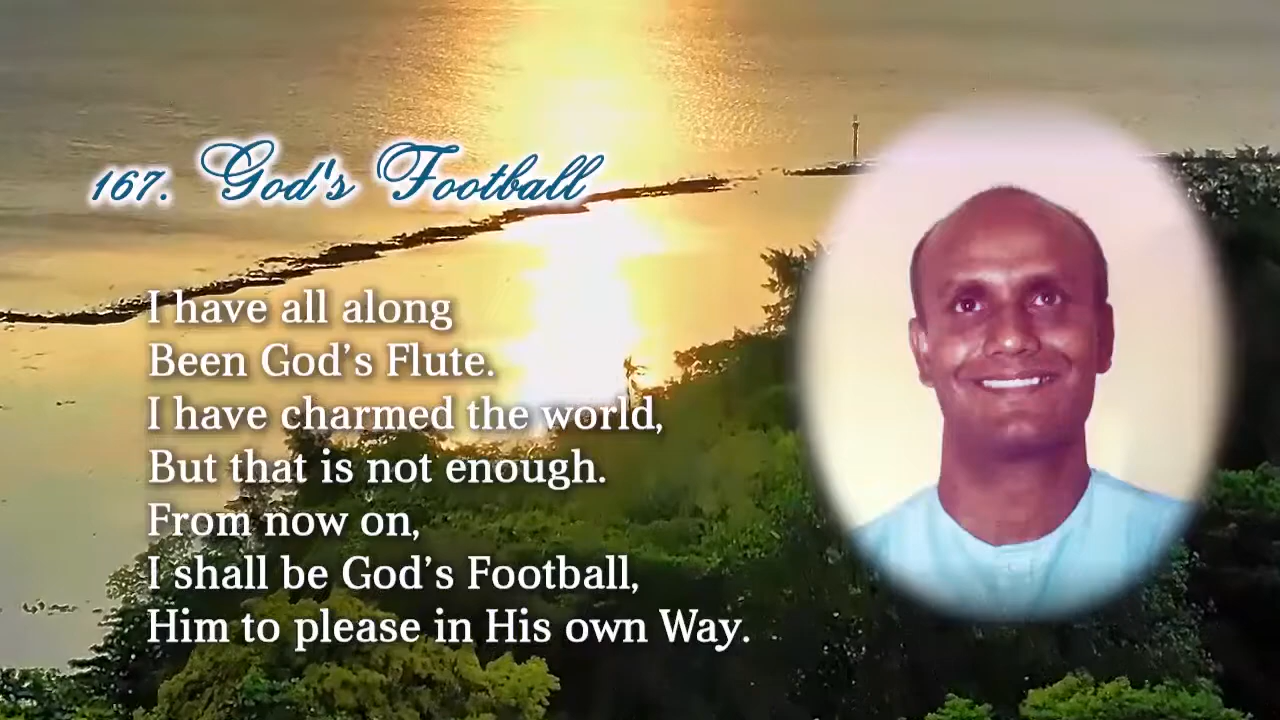 167. God's Football
I have all along
Been God’s Flute.
I have charmed the world,
But that is not enough.
From now on,
I shall be God’s Football,
Him to please in His own Way.